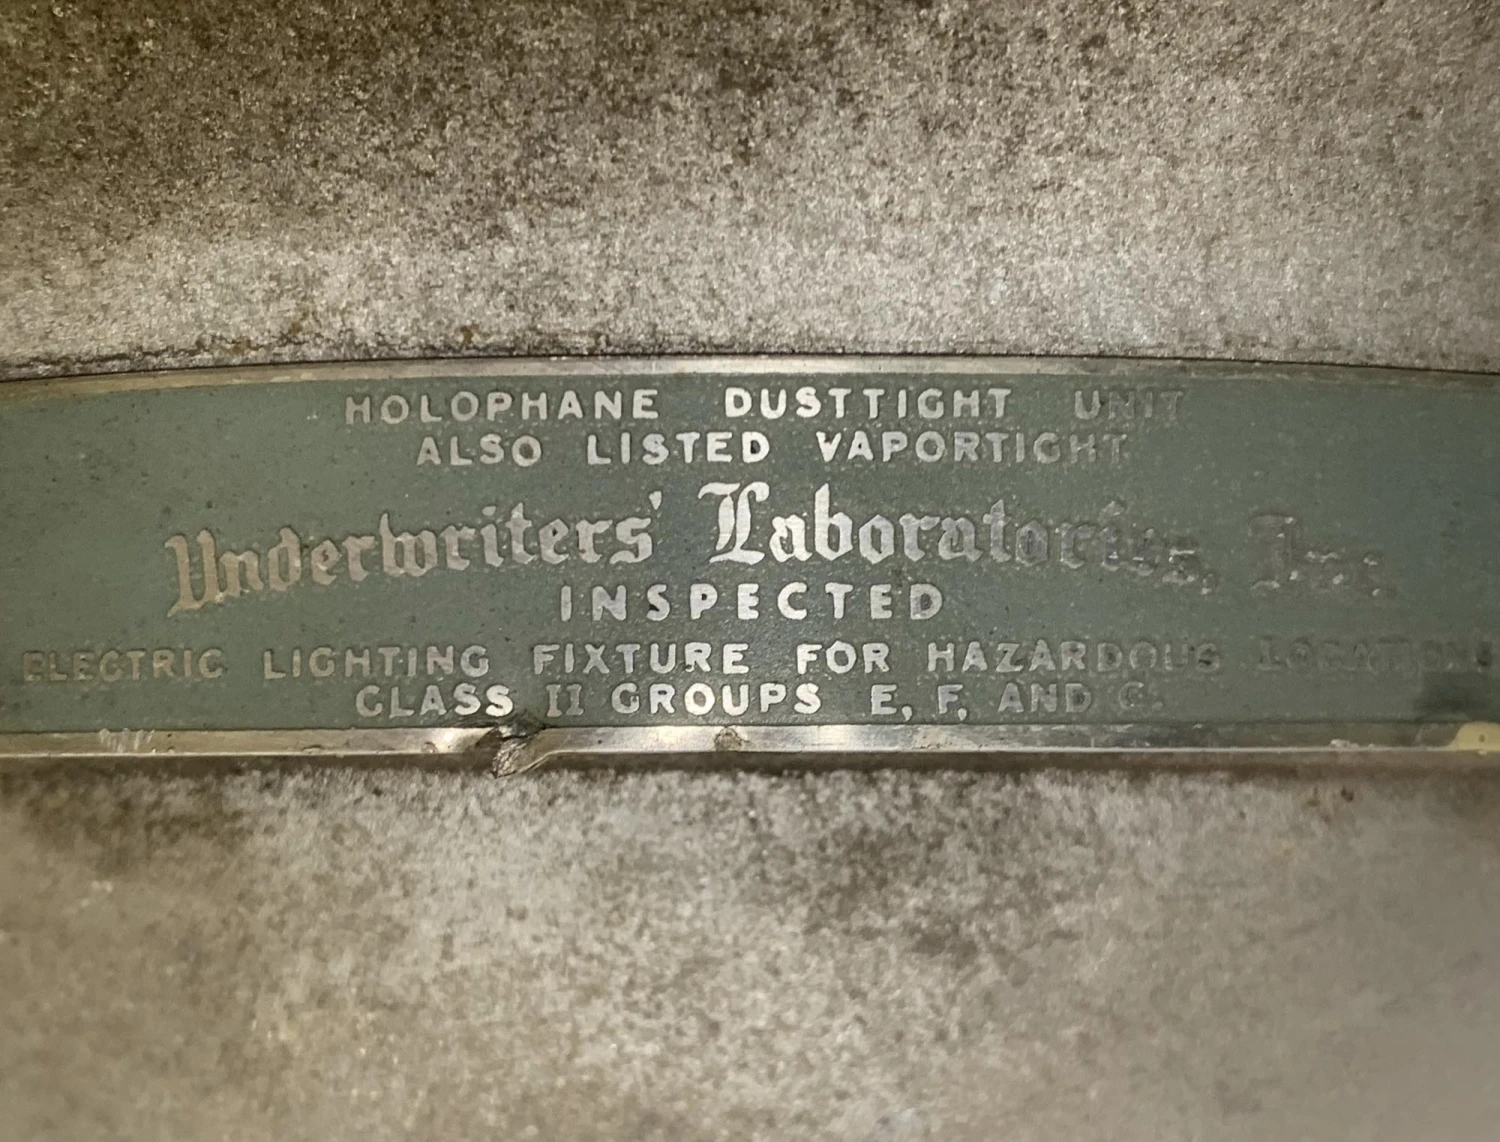 HOLOPHANE DUSTTIGHT UNIT
ALSO LISTED VAPORTIGHT
Underwriters' Laboratories, Inc.
INSPECTED
ELECTRIC LIGHTING FIXTURE FOR HAZARDOUS LOCATIONS
CLASS II GROUPS E, F, AND G.